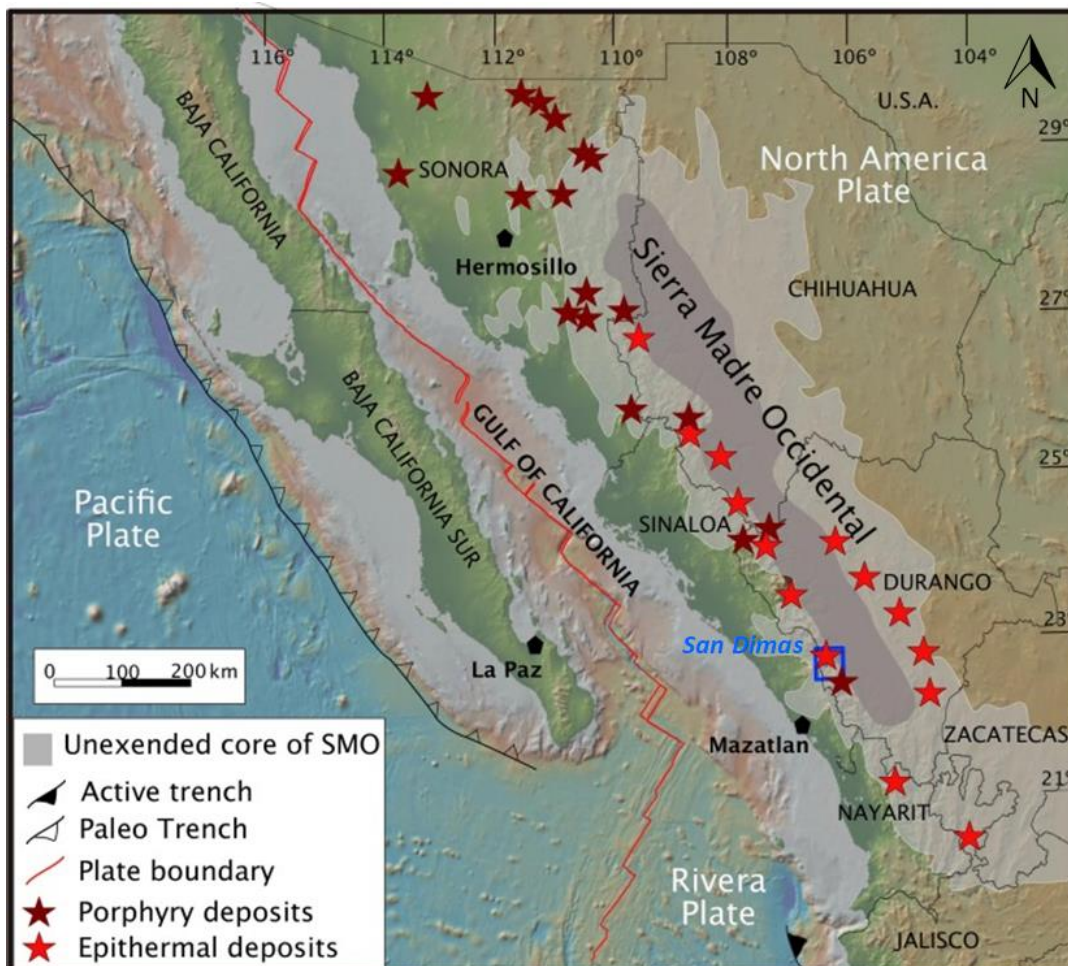 116°
114°
112°
110°
108°
106°
104°
N
U.S.A.
29°
BAJA CALIFORNIA
SONORA
North America
Plate
Hermosillo
Sierra Madre Occidental
CHIHUAHUA
27°
BAJA CALIFORNIA SUR
GULF OF CALIFORNIA
25°
Pacific
Plate
SINALOA
DURANGO
23°
San Dimas
0 100 200 km
La Paz
Mazatlan
ZACATECAS
21°
NAYARIT
Unexended core of SMO
Active trench
Paleo Trench
Plate boundary
Porphyry deposits
Epithermal deposits
Rivera
Plate
JALISCO